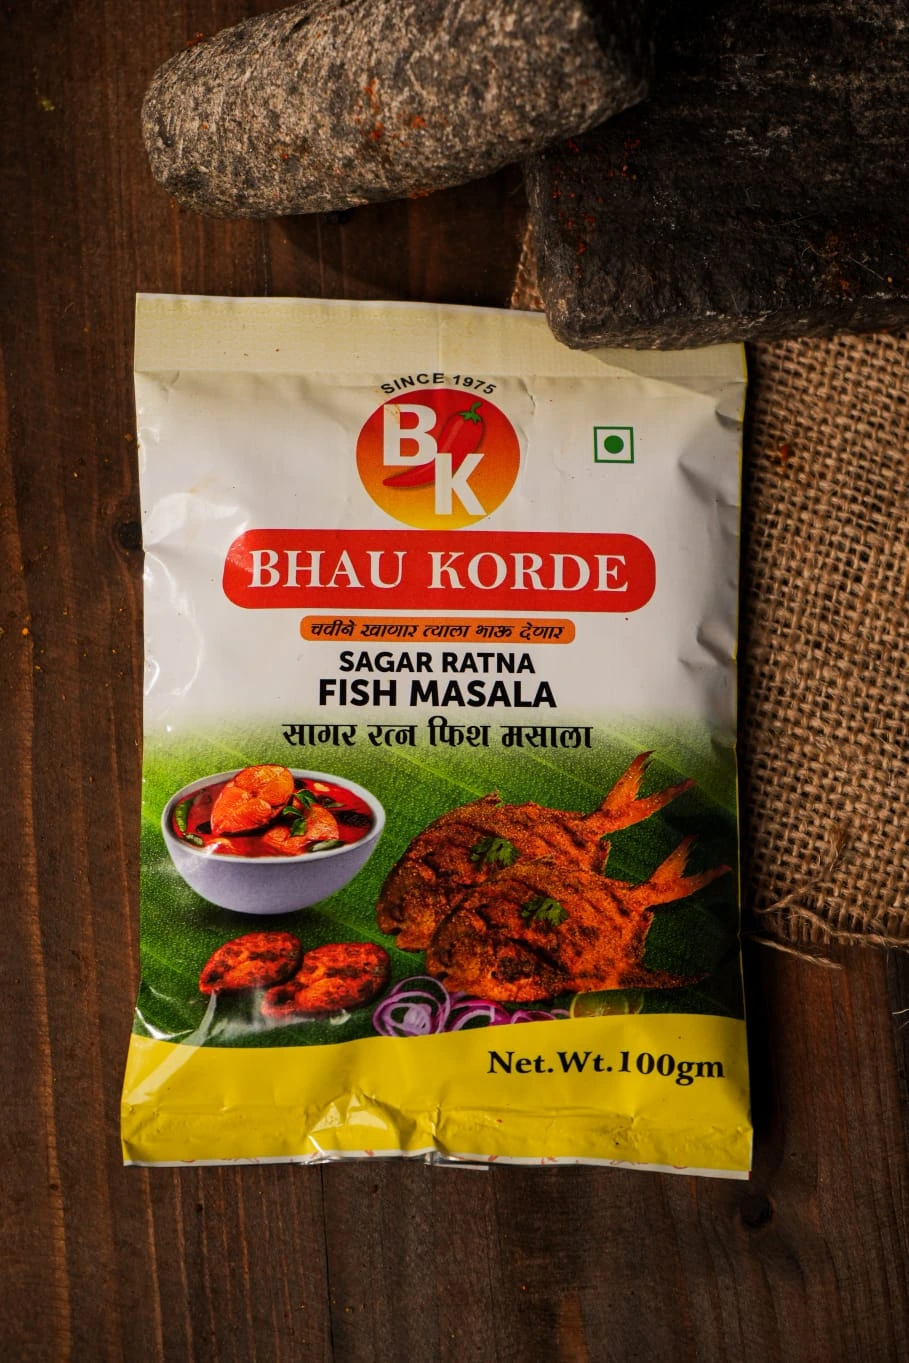 SINCE 1975
BK
BHAU KORDE
चवीने खाणार त्याला भाऊ देणार
SAGAR RATNA
FISH MASALA
सागर रत्न फिश मसाला
Net.Wt.100gm